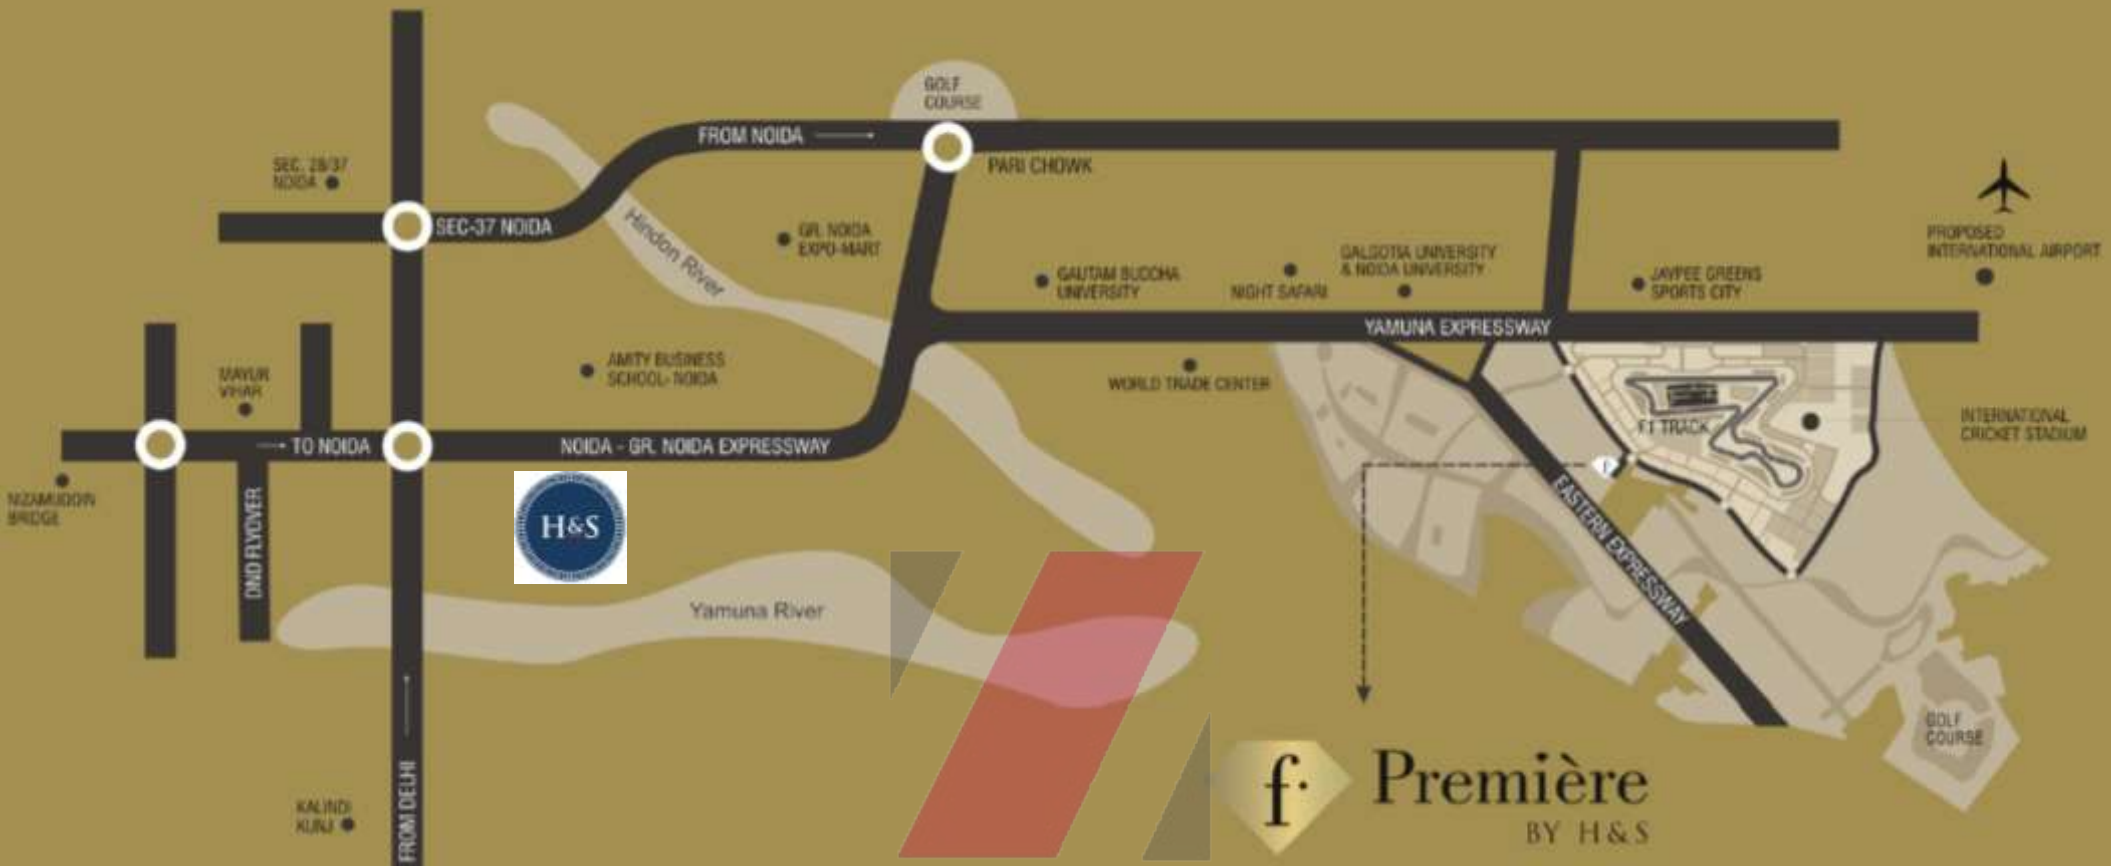 GOLF
COURSE
FROM NOIDA
PARI CHOWK
SEC. 28/37
NOIDA
SEC-37 NOIDA
Hindon River
GR. NOIDA
EXPO-MART
PROPOSED
INTERNATIONAL AIRPORT
GAUTAM BUDDHA
UNIVERSITY
NIGHT SAFARI
GALGOTIA UNIVERSITY
& NOIDA UNIVERSITY
JAYPEE GREENS
SPORTS CITY
YAMUNA EXPRESSWAY
AMITY BUSINESS
SCHOOL- NOIDA
WORLD TRADE CENTER
MAYUR
VIHAR
TO NOIDA
NOIDA - GR. NOIDA EXPRESSWAY
F1 TRACK
INTERNATIONAL
CRICKET STADIUM
NIZAMUDDIN
BRIDGE
DND FLYOVER
H&S
f
EASTERN EXPRESSWAY
Yamuna River
GOLF
COURSE
KALINDI
KUNJ
FROM DELHI
f.
Première
BY H&S